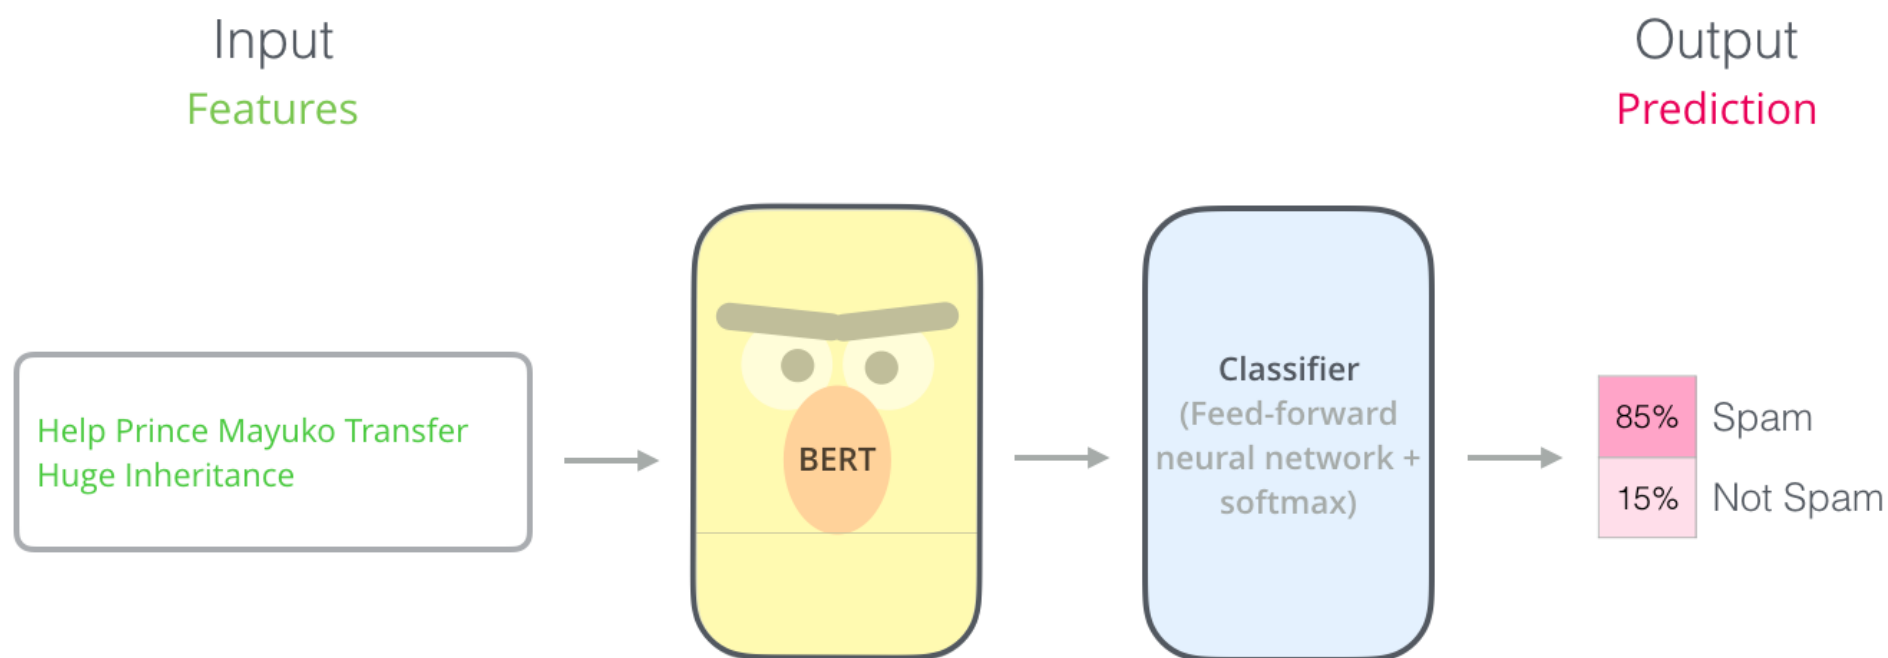 Input
Features
Output
Prediction
Help Prince Mayuko Transfer
Huge Inheritance
BERT
Classifier
(Feed-forward
neural network +
softmax)
85% Spam
15% Not Spam